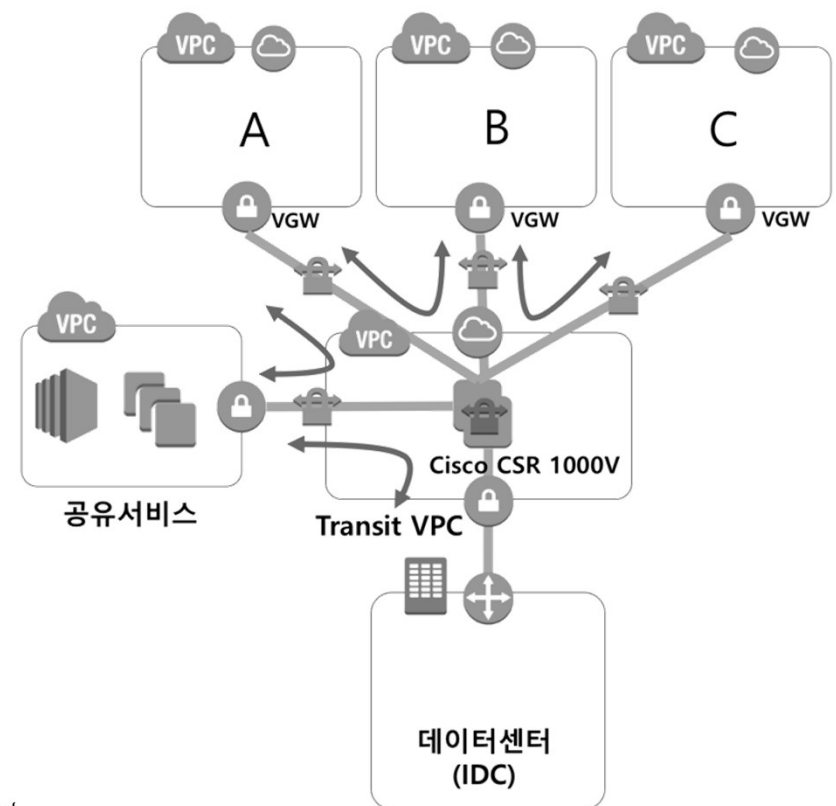 VPC
VPC
VPC
A
B
C
VGW
VGW
VGW
VPC
VPC
Cisco CSR 1000V
공유서비스
Transit VPC
데이터센터
(IDC)